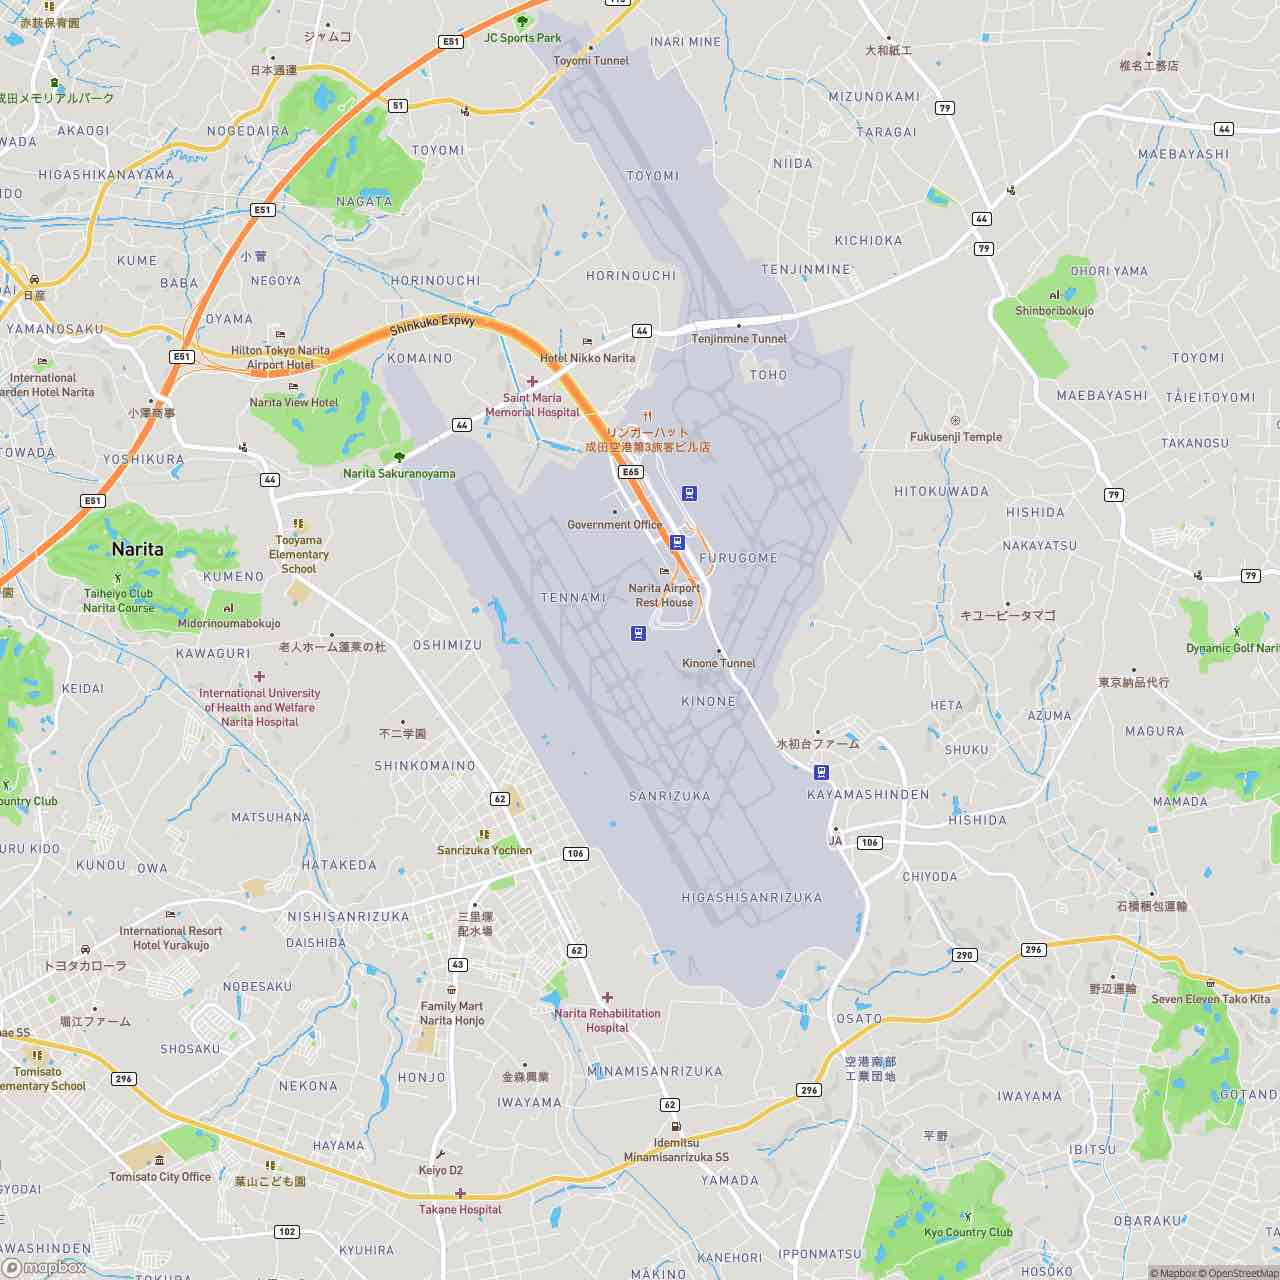 赤荻保育園
ジャムコ
E51
JC Sports Park
INARI MINE
Toyomi Tunnel
大和紙工
椎名工務店
日本通運
成田メモリアルパーク
51
MIZUNOKAMI
79
44
AKAOGI
NOGEDAIRA
TOYOMI
TARAGAI
MAEBAYASHI
HIGASHIKANAYAMA
NIIDA
TOYOMI
NAGATA
E51
44
KICHIOKA
79
小菅
KUME
BABA
NEGOYA
HORINOUCHI
HORINOUCHI
TENJINMINE
OHORI YAMA
日産
Shinboribokujo
YAMANOSAKU
OYAMA
Shinkuko Expwy
44
Tenjinmine Tunnel
E51
Hilton Tokyo Narita
Airport Hotel
KOMAINO
Hotel Nikko Narita
TOHO
TOYOMI
International
Garden Hotel Narita
Narita View Hotel
Saint Maria
Memorial Hospital
MAEBAYASHI
TAIEITOYOMI
小澤商事
44
リンガーハット
成田空港第3旅客ビル店
Fukusenji Temple
TAKANOSU
YOSHIKURA
Narita Sakuranoyama
E65
44
E51
HITOKUWADA
79
HISHIDA
Government Office
Narita
Tooyama
Elementary
School
FURUGOME
NAKAYATSU
KUMENO
Taiheiyo Club
Narita Course
TENNAMI
Narita Airport
Rest House
79
Midorinoumabokujo
キユーピータマゴ
老人ホーム蓬莱の杜
OSHIMIZU
KAWAGURI
Kinone Tunnel
Dynamic Golf Narit
KEIDAI
International University
of Health and Welfare
Narita Hospital
KINONE
東京納品代行
HETA
AZUMA
不二学園
水初台ファーム
SHUKU
MAGURA
SHINKOMAINO
SANRIZUKA
KAYAMASHINDEN
MAMADA
Country Club
62
MATSUHANA
HISHIDA
Sanrizuka Yochien
JA
106
KUNOU
OWA
HATAKEDA
106
CHIYODA
HIGASHISANRIZUKA
NISHISANRIZUKA
三里塚
配水場
石橋梱包運輸
International Resort
Hotel Yurakujo
DAISHIBA
62
290
296
トヨタカローラ
43
NOBESAKU
野辺運輸
Seven Eleven Tako Kita
Family Mart
Narita Honjo
Narita Rehabilitation
Hospital
OSATO
堀江ファーム
SHOSAKU
空港南部
工業団地
Tomisato
Elementary School
296
NEKONA
HONJO
金森興業
MINAMISANRIZUKA
296
IWAYAMA
IWAYAMA
62
GOTANDA
HAYAMA
Idemitsu
Minamisanrizuka SS
平野
IBITSU
Tomisato City Office
葉山こども園
Keiyo D2
YAMADA
Takane Hospital
102
Kyo Country Club
OBARAKU
KYUHIRA
KANEHORI
IPPONMATSU
MĀKINO
HOSŌKO
TOKURA
mapbox
© Mapbox © OpenStreetMap